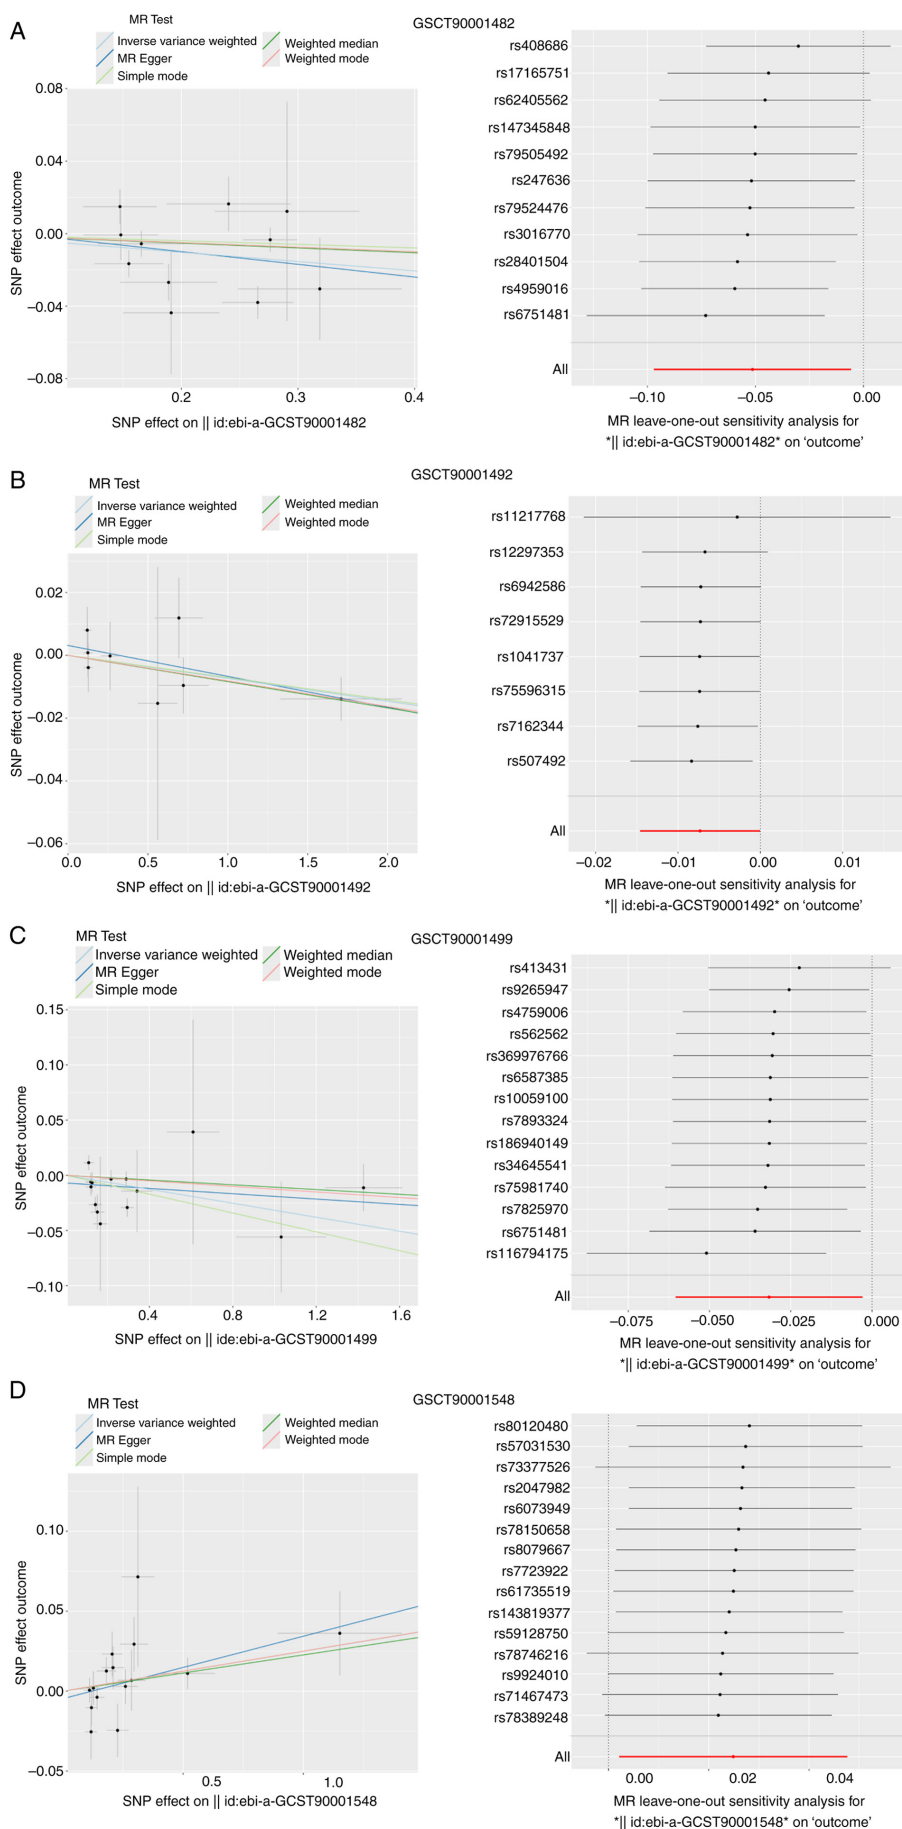 A
MR Test
Inverse variance weighted
MR Egger
Simple mode
Weighted median
Weighted mode
SNP effect outcome
0.08
0.04
0.00
−0.04
−0.08
0.2
0.3
0.4
SNP effect on || id:ebi-a-GCST90001482
GSCT90001482
rs408686
rs17165751
rs62405562
rs147345848
rs79505492
rs247636
rs79524476
rs3016770
rs28401504
rs4959016
rs6751481
All
−0.10
−0.05
0.00
MR leave-one-out sensitivity analysis for
*|| id:ebi-a-GCST90001482* on ‘outcome’
B
MR Test
Inverse variance weighted
MR Egger
Simple mode
Weighted median
Weighted mode
SNP effect outcome
0.02
0.00
−0.02
−0.04
−0.06
0.0
0.5
1.0
1.5
2.0
SNP effect on || id:ebi-a-GCST90001492
GSCT90001492
rs11217768
rs12297353
rs6942586
rs72915529
rs1041737
rs75596315
rs7162344
rs507492
All
−0.02
−0.01
0.00
0.01
MR leave-one-out sensitivity analysis for
*|| id:ebi-a-GCST90001492* on ‘outcome’
C
MR Test
Inverse variance weighted
MR Egger
Simple mode
Weighted median
Weighted mode
SNP effect outcome
0.15
0.10
0.05
0.00
−0.05
−0.10
0.4
0.8
1.2
1.6
SNP effect on || ide:ebi-a-GCST90001499
GSCT90001499
rs413431
rs9265947
rs4759006
rs562562
rs369976766
rs6587385
rs10059100
rs7893324
rs186940149
rs34645541
rs75981740
rs7825970
rs6751481
rs116794175
All
−0.075
−0.050
−0.025
0.000
MR leave-one-out sensitivity analysis for
*|| id:ebi-a-GCST90001499* on ‘outcome’
D
MR Test
Inverse variance weighted
MR Egger
Simple mode
Weighted median
Weighted mode
SNP effect outcome
0.10
0.05
0.00
−0.05
0.5
1.0
SNP effect on || id:ebi-a-GCST90001548
GSCT90001548
rs80120480
rs57031530
rs73377526
rs2047982
rs6073949
rs78150658
rs8079667
rs7723922
rs61735519
rs143819377
rs59128750
rs78746216
rs9924010
rs71467473
rs78389248
All
0.00
0.02
0.04
MR leave-one-out sensitivity analysis for
*|| id:ebi-a-GCST90001548* on ‘outcome’